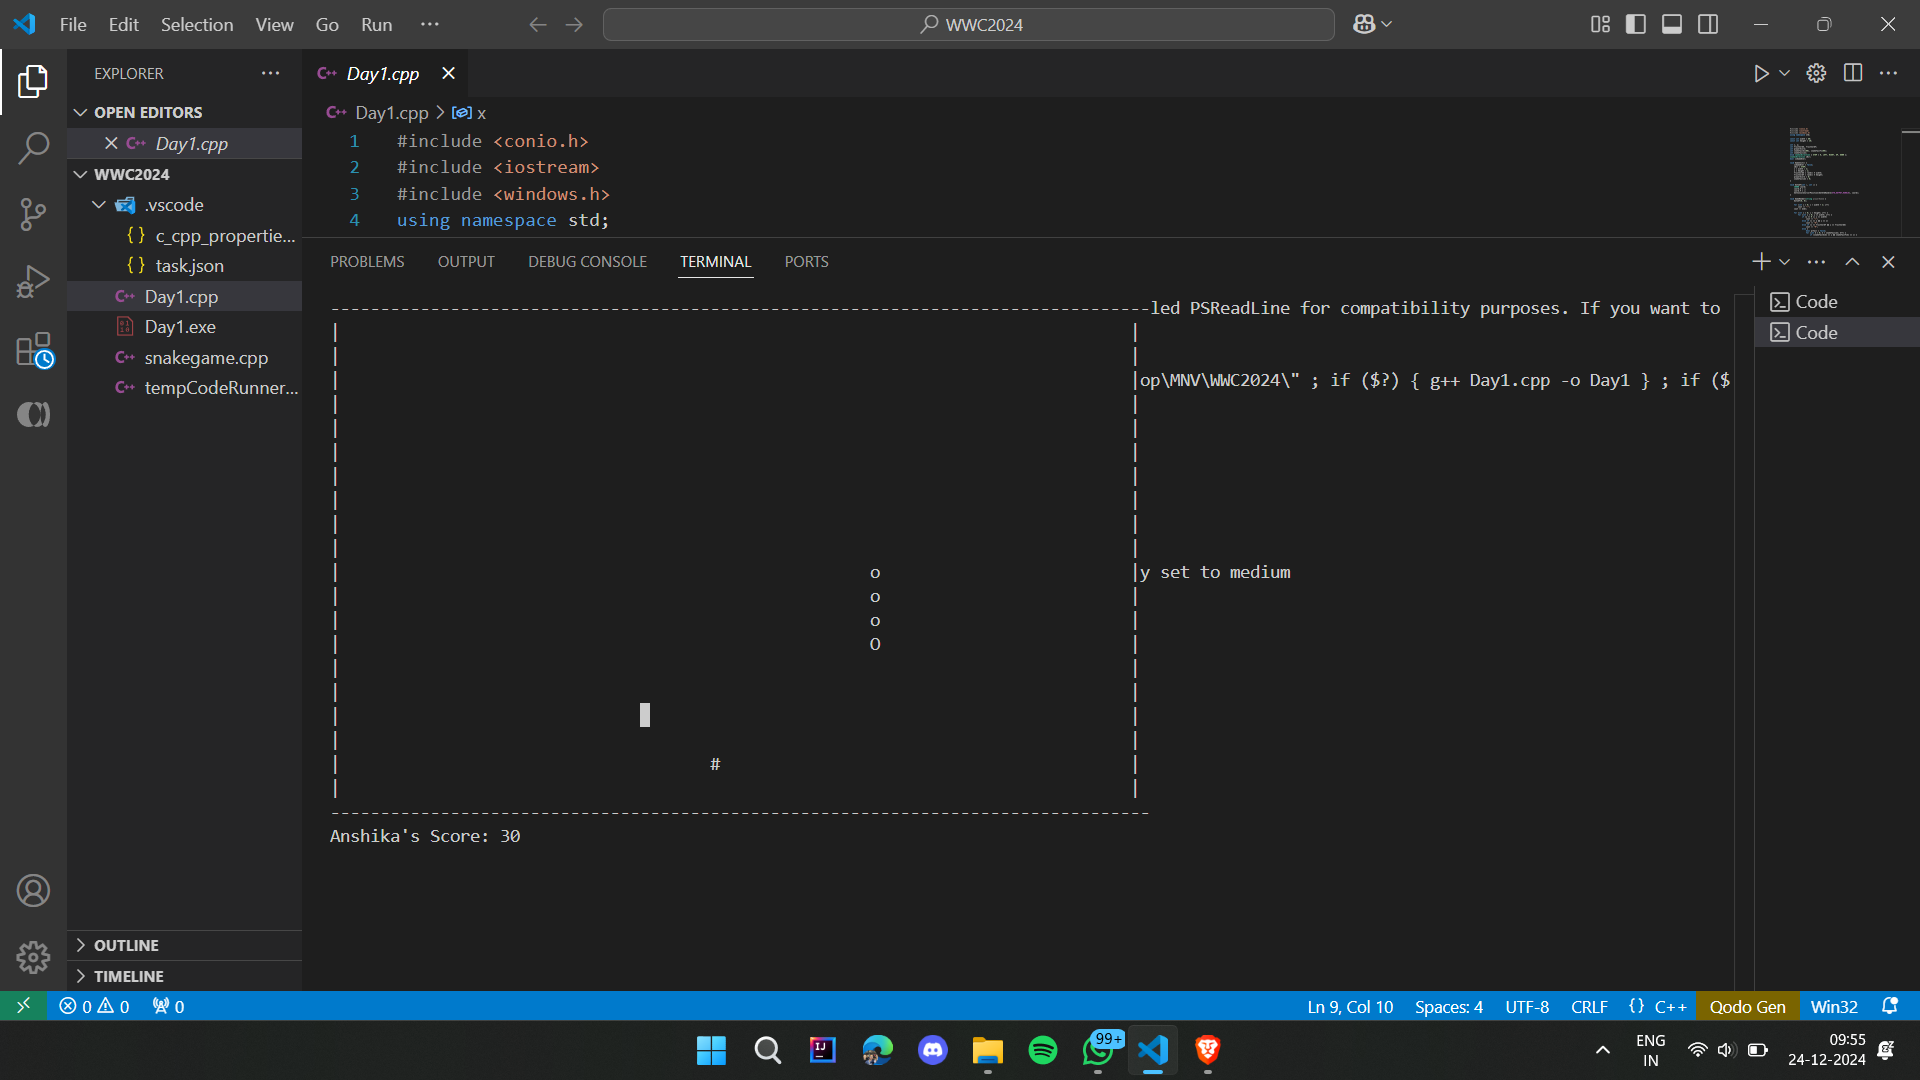 File Edit Selection View Go Run ···
WWC2024
EXPLORER
OPEN EDITORS
Day1.cpp
WWC2024
.vscode
c_cpp_propertie...
task.json
Day1.cpp
Day1.exe
snakegame.cpp
tempCodeRunner...
OUTLINE
TIMELINE
Day1.cpp
Day1.cpp > x
1 #include <conio.h>
2 #include <iostream>
3 #include <windows.h>
4 using namespace std;
PROBLEMS OUTPUT DEBUG CONSOLE TERMINAL PORTS
led PSReadLine for compatibility purposes. If you want to
op\MNV\WWC2024\" ; if ($?) { g++ Day1.cpp -o Day1 } ; if ($
o
y set to medium
o
o
O
#
Anshika's Score: 30
Code
Code
0 0 0
Ln 9, Col 10 Spaces: 4 UTF-8 CRLF {} C++ Qodo Gen Win32
99+
ENG
IN
09:55
24-12-2024